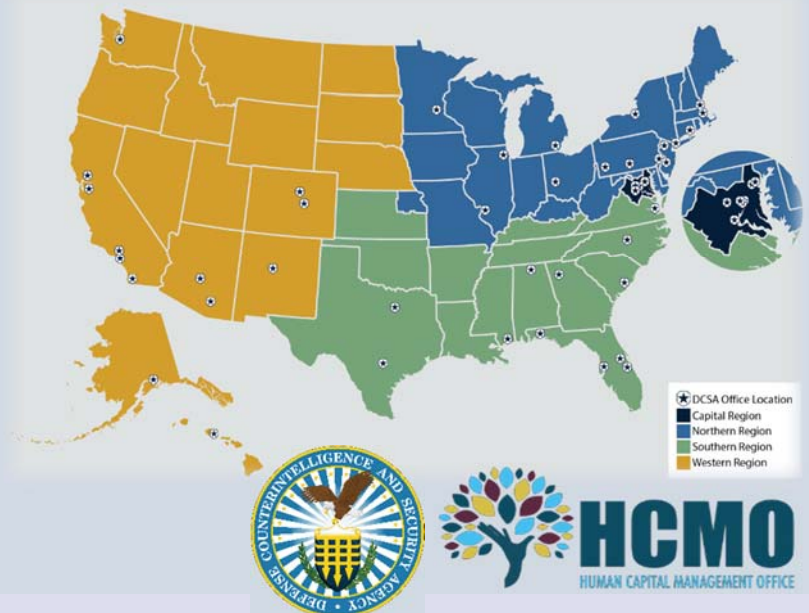 DCSA Office Location
Capital Region
Northern Region
Southern Region
Western Region
DEFENSE COUNTERINTELLIGENCE AND SECURITY AGENCY
HCMO
HUMAN CAPITAL MANAGEMENT OFFICE